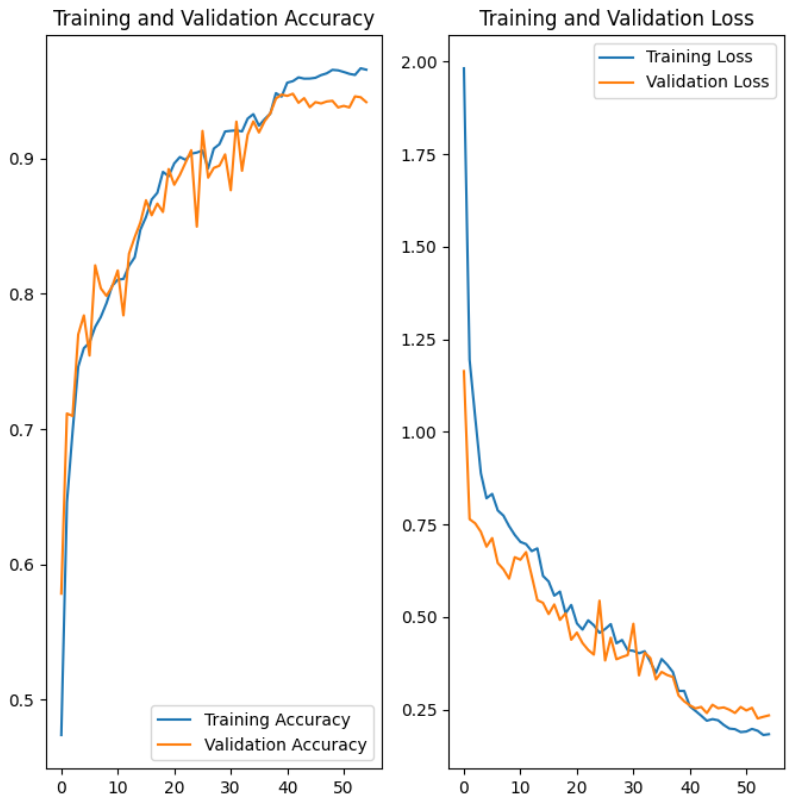 Training and Validation Accuracy
0.9
0.8
0.7
0.6
0.5
Training Accuracy
Validation Accuracy
0 10 20 30 40 50
Training and Validation Loss
2.00
1.75
1.50
1.25
1.00
0.75
0.50
0.25
Training Loss
Validation Loss
0 10 20 30 40 50